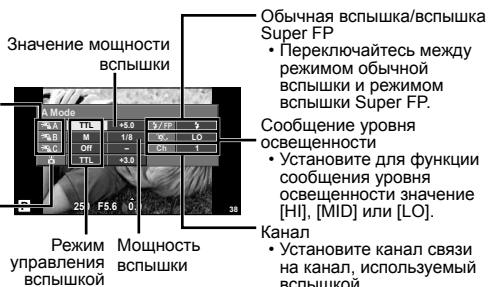 Обычная вспышка/вспышка
Super FP
• Переключайтесь между
режимом обычной
вспышки и режимом
вспышки Super FP.
Значение мощности
вспышки
A Mode
A TTL +5.0 /FP
B M 1/8 LO
C Off – Ch 1
TTL +3.0
250 F5.6 0.0
38
Сообщение уровня
освещенности
• Установите для функции
сообщения уровня
освещенности значение
[HI], [MID] или [LO].
Канал
• Установите канал связи
на канал, используемый
вспышкой
Режим
управления
вспышкой
Мощность
вспышки